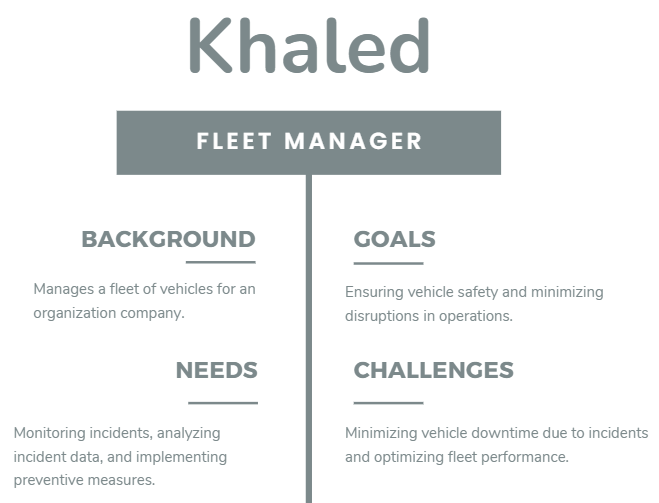 Khaled
FLEET MANAGER
BACKGROUND
Manages a fleet of vehicles for an
organization company.
GOALS
Ensuring vehicle safety and minimizing
disruptions in operations.
NEEDS
Monitoring incidents, analyzing
incident data, and implementing
preventive measures.
CHALLENGES
Minimizing vehicle downtime due to incidents
and optimizing fleet performance.